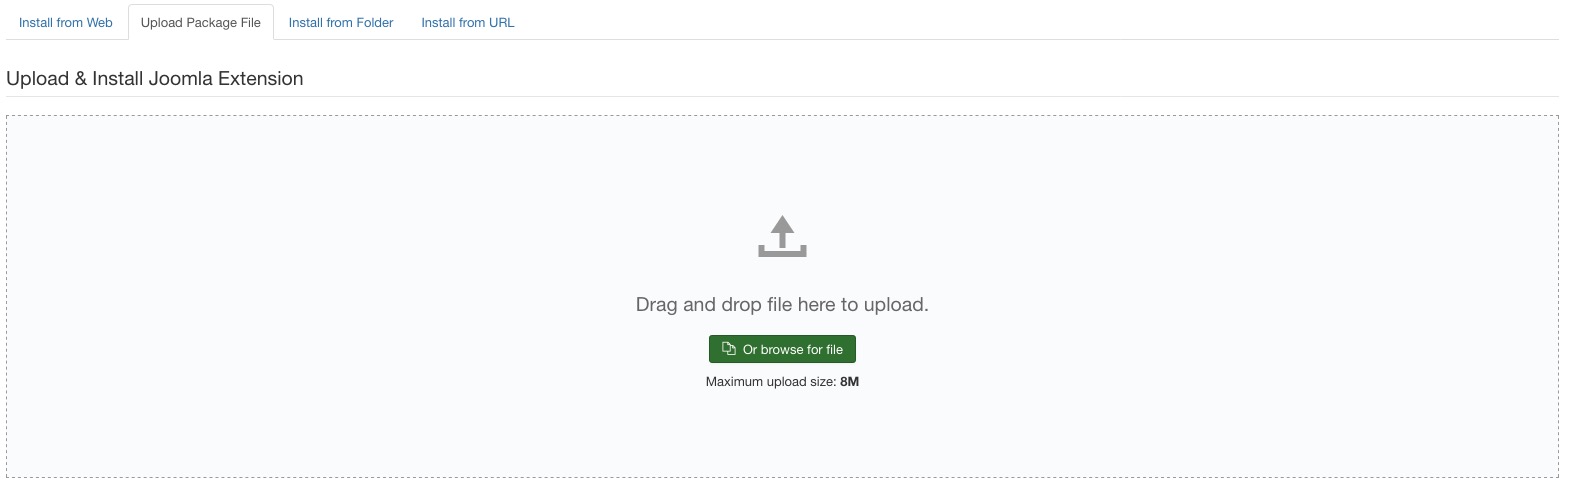 Install from Web Upload Package File Install from Folder Install from URL
Upload & Install Joomla Extension
Drag and drop file here to upload.
Or browse for file
Maximum upload size: 8M